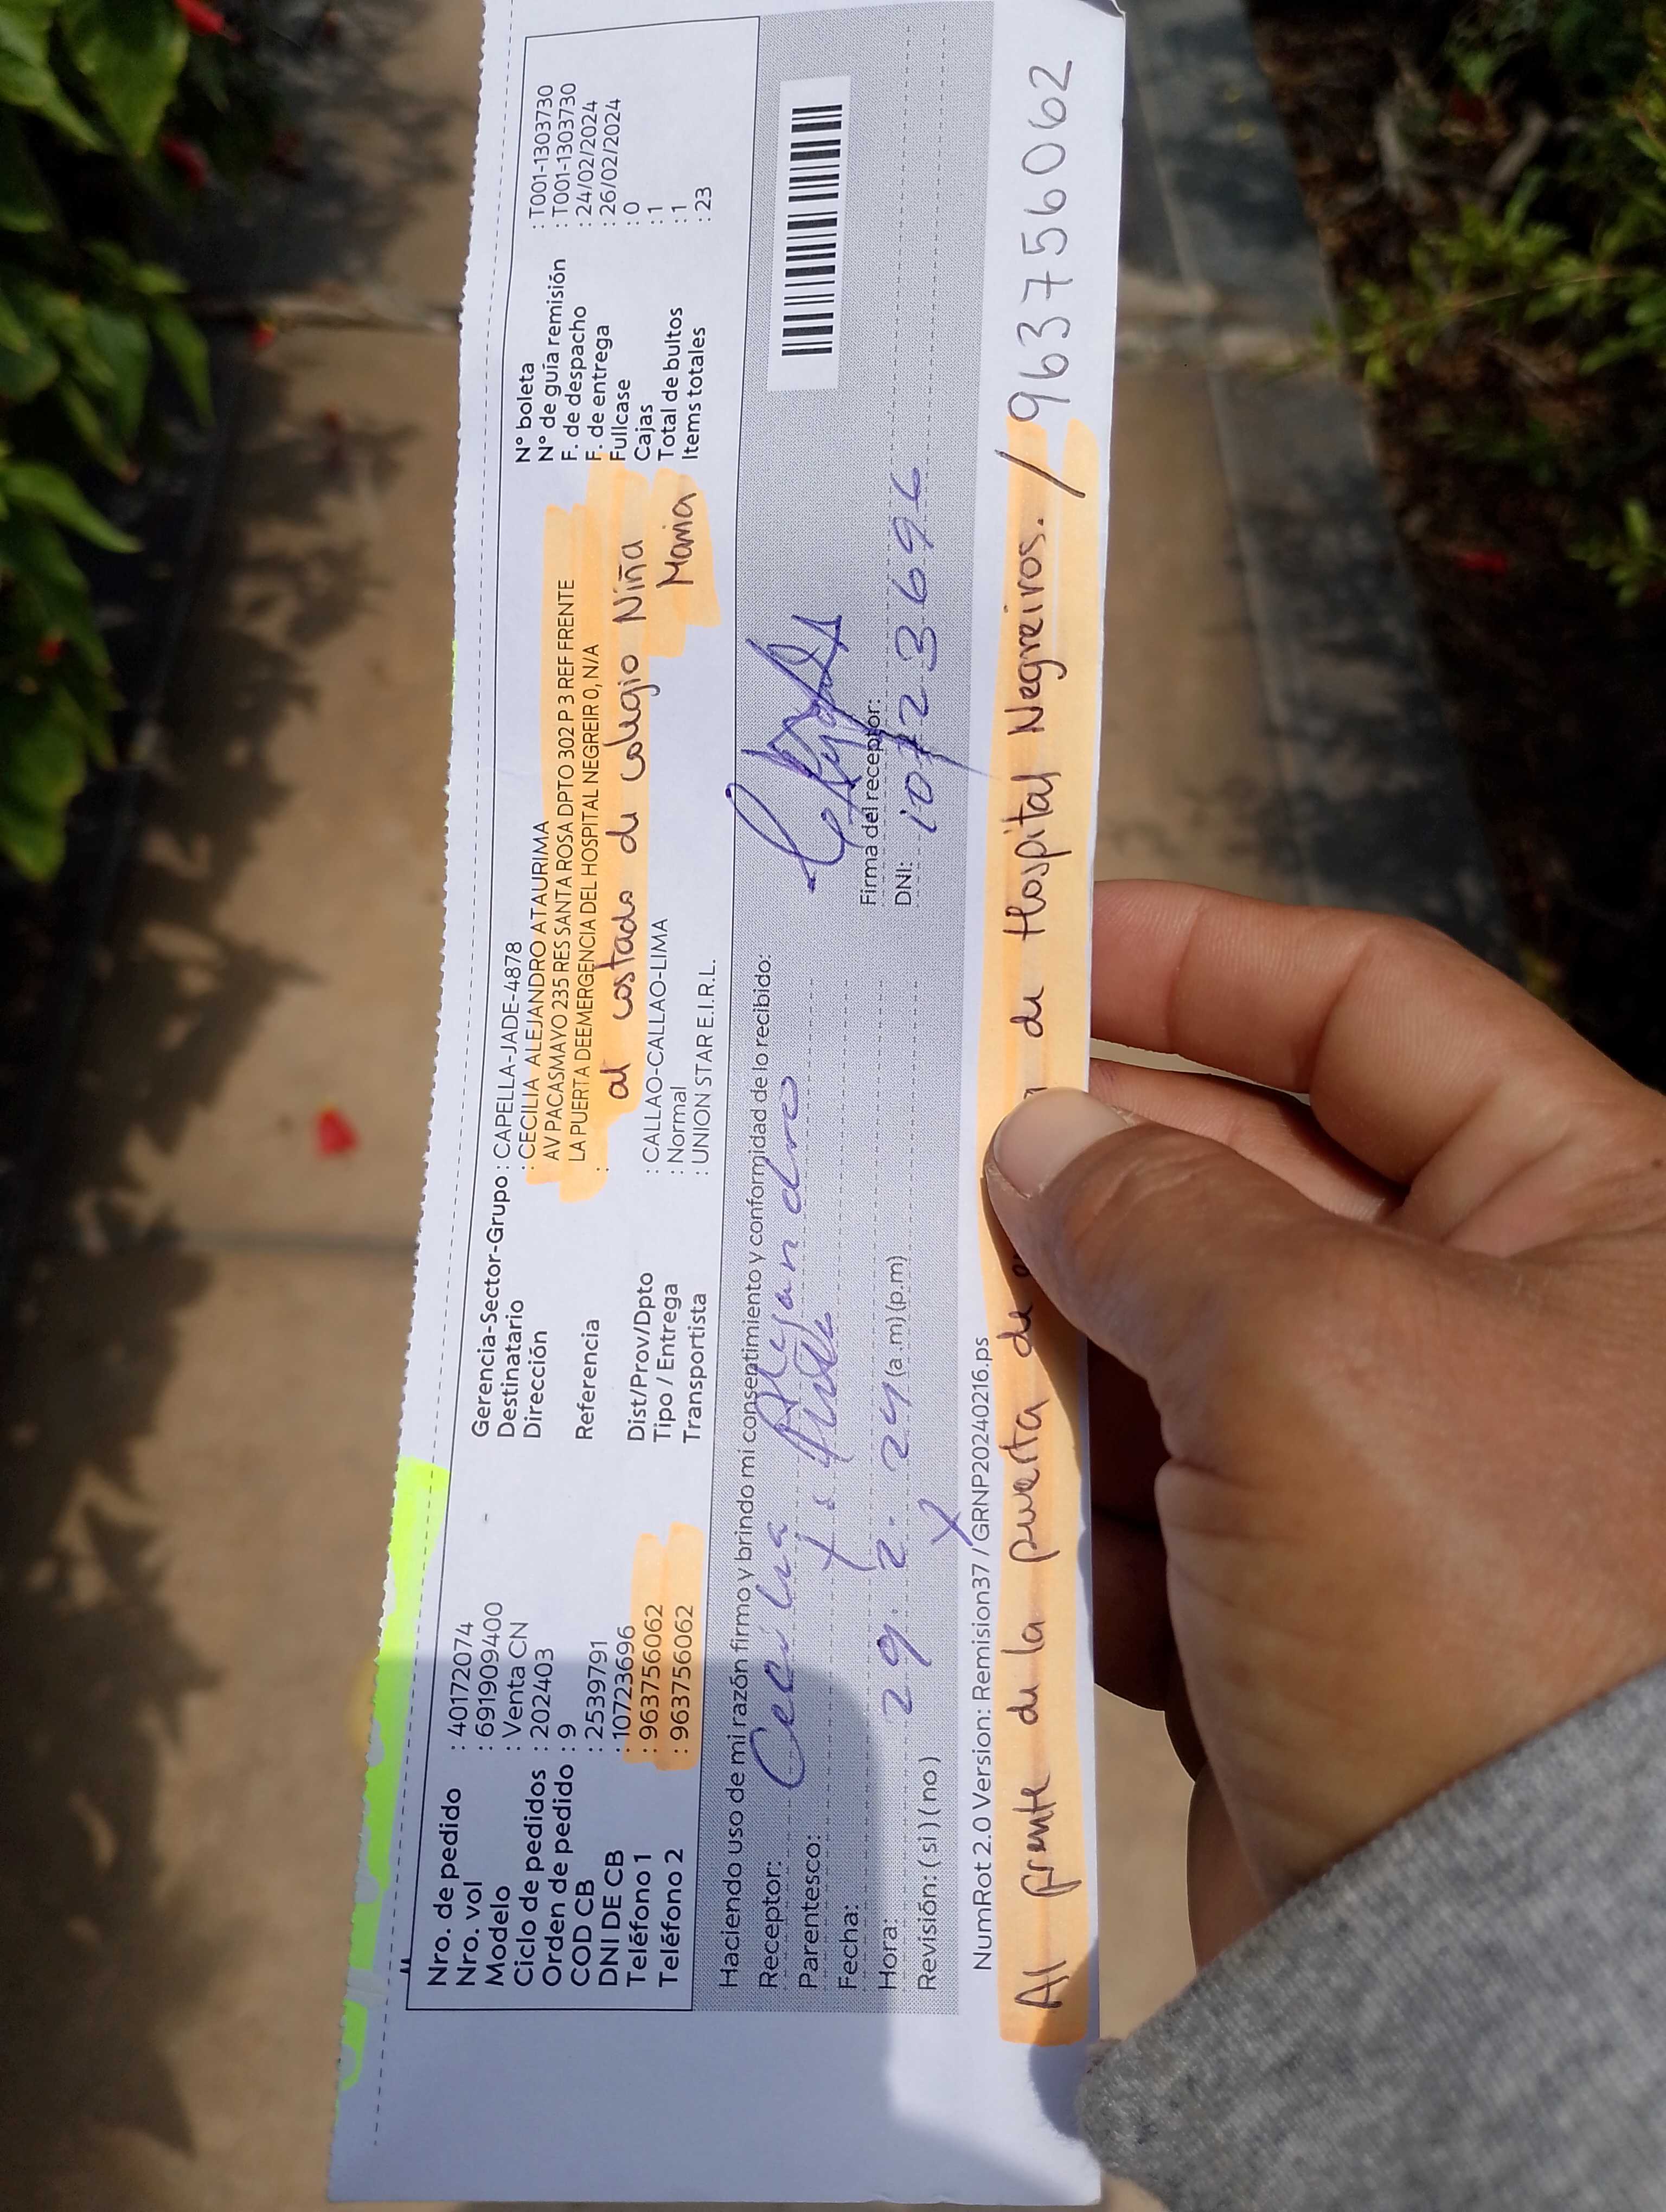 Nro. de pedido : 40172074
Nro. vol : 691909400
Modelo : Venta CN
Ciclo de pedidos : 202403
Orden de pedido : 9
COD CB : 2539791
DNI DE CB : 10723696
Teléfono 1 : 963756062
Teléfono 2 : 963756062
Gerencia-Sector-Grupo : CAPELLA-JADE-4878
Destinatario : CECILIA ALEJANDRO ATAURIMA
Dirección AV PACASMAYO 235 RES SANTA ROSA DPTO 302 P 3 REF FRENTE
LA PUERTA DEEMERGENCIA DEL HOSPITAL NEGREIR O, N/A
Referencia :
al costado de colegio Niña
Maria
Dist/Prov/Dpto : CALLAO-CALLAO-LIMA
Tipo / Entrega : Normal
Transportista : UNION STAR E.I.R.L.
N° boleta : T001-1303730
N° de guía remisión : T001-1303730
F. de despacho : 24/02/2024
F. de entrega : 26/02/2024
Fullcase : 0
Cajas : 1
Total de bultos : 1
Items totales : 23
Haciendo uso de mi razón firmo y brindo mi consentimiento y conformidad de lo recibido:
Receptor: Cecilia Alejandro
Parentesco:
Fecha: 29. 2. 24
Hora: (a.m) (p.m)
Revisión: ( si ) ( no ) X
Firma del receptor:
DNI: 10723696
NumRot 2.0 Version: Remision37 / GRNP20240216.ps
Al frente de la puerta de de Hospital Negreiros. / 963756062